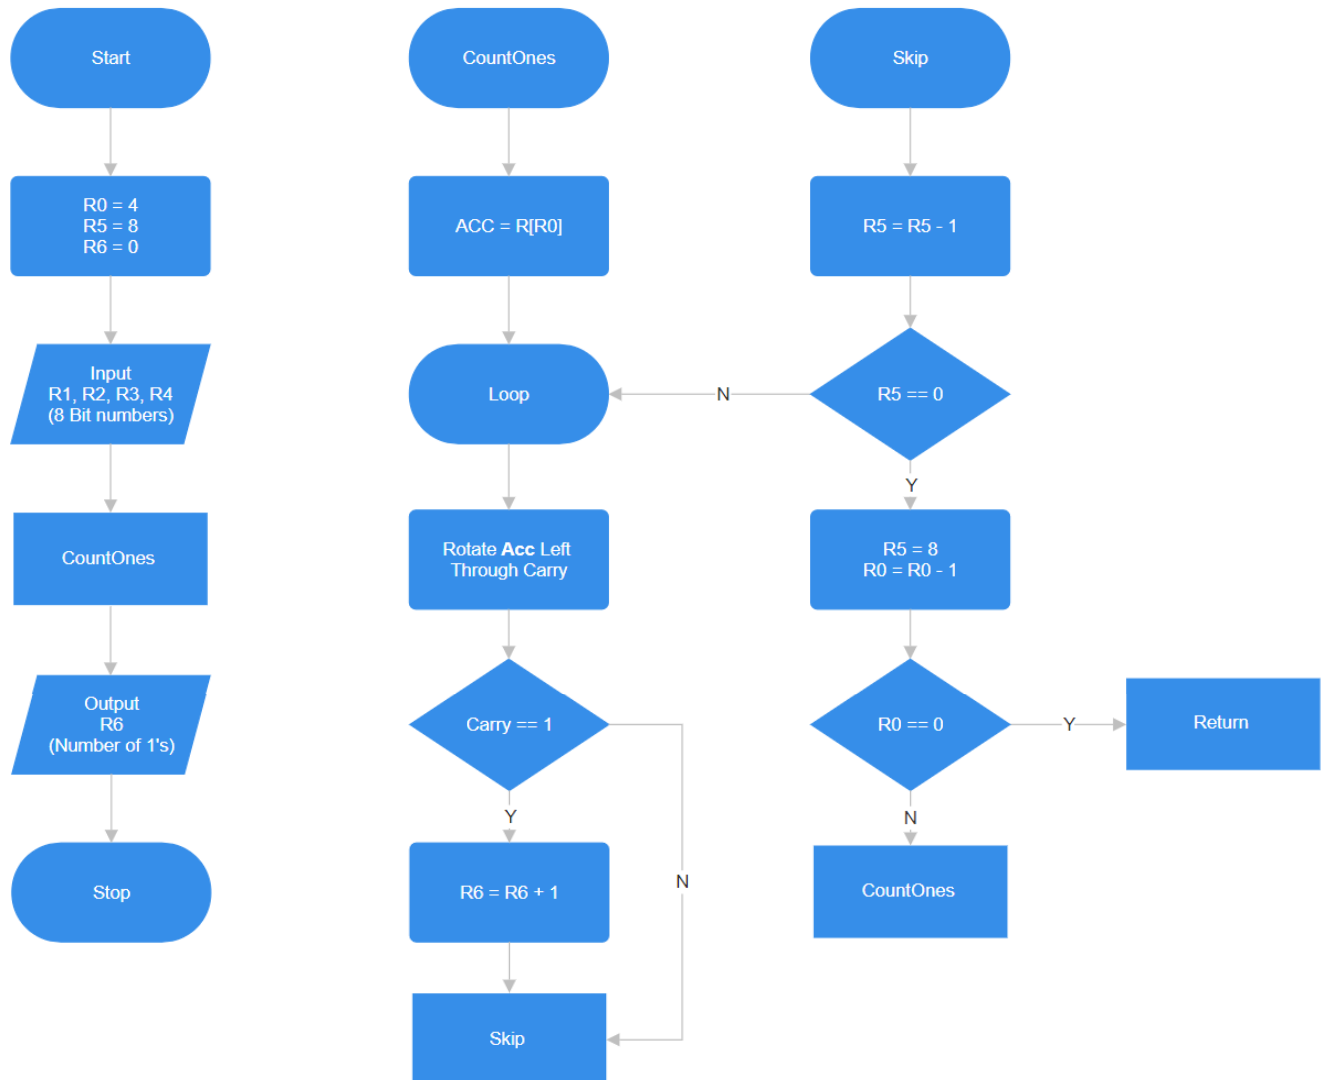 Start
R0 = 4
R5 = 8
R6 = 0
Input
R1, R2, R3, R4
(8 Bit numbers)
CountOnes
Output
R6
(Number of 1's)
Stop
CountOnes
ACC = R[R0]
Loop
Rotate Acc Left
Through Carry
Carry == 1
Y
N
R6 = R6 + 1
Skip
Skip
R5 = R5 - 1
R5 == 0
N
Y
R5 = 8
R0 = R0 - 1
R0 == 0
Y
Return
N
CountOnes